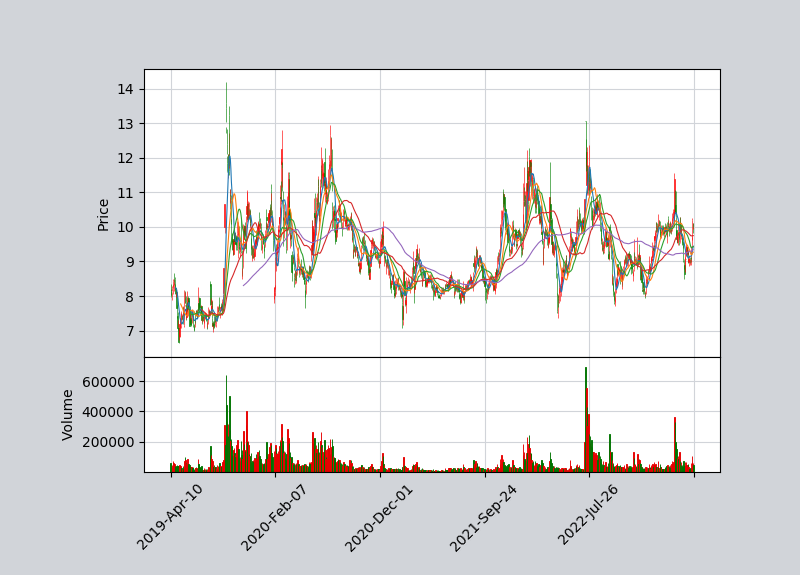 14
13
12
11
10
9
8
7
Price
600000
400000
200000
Volume
2019-Apr-10
2020-Feb-07
2020-Dec-01
2021-Sep-24
2022-Jul-26